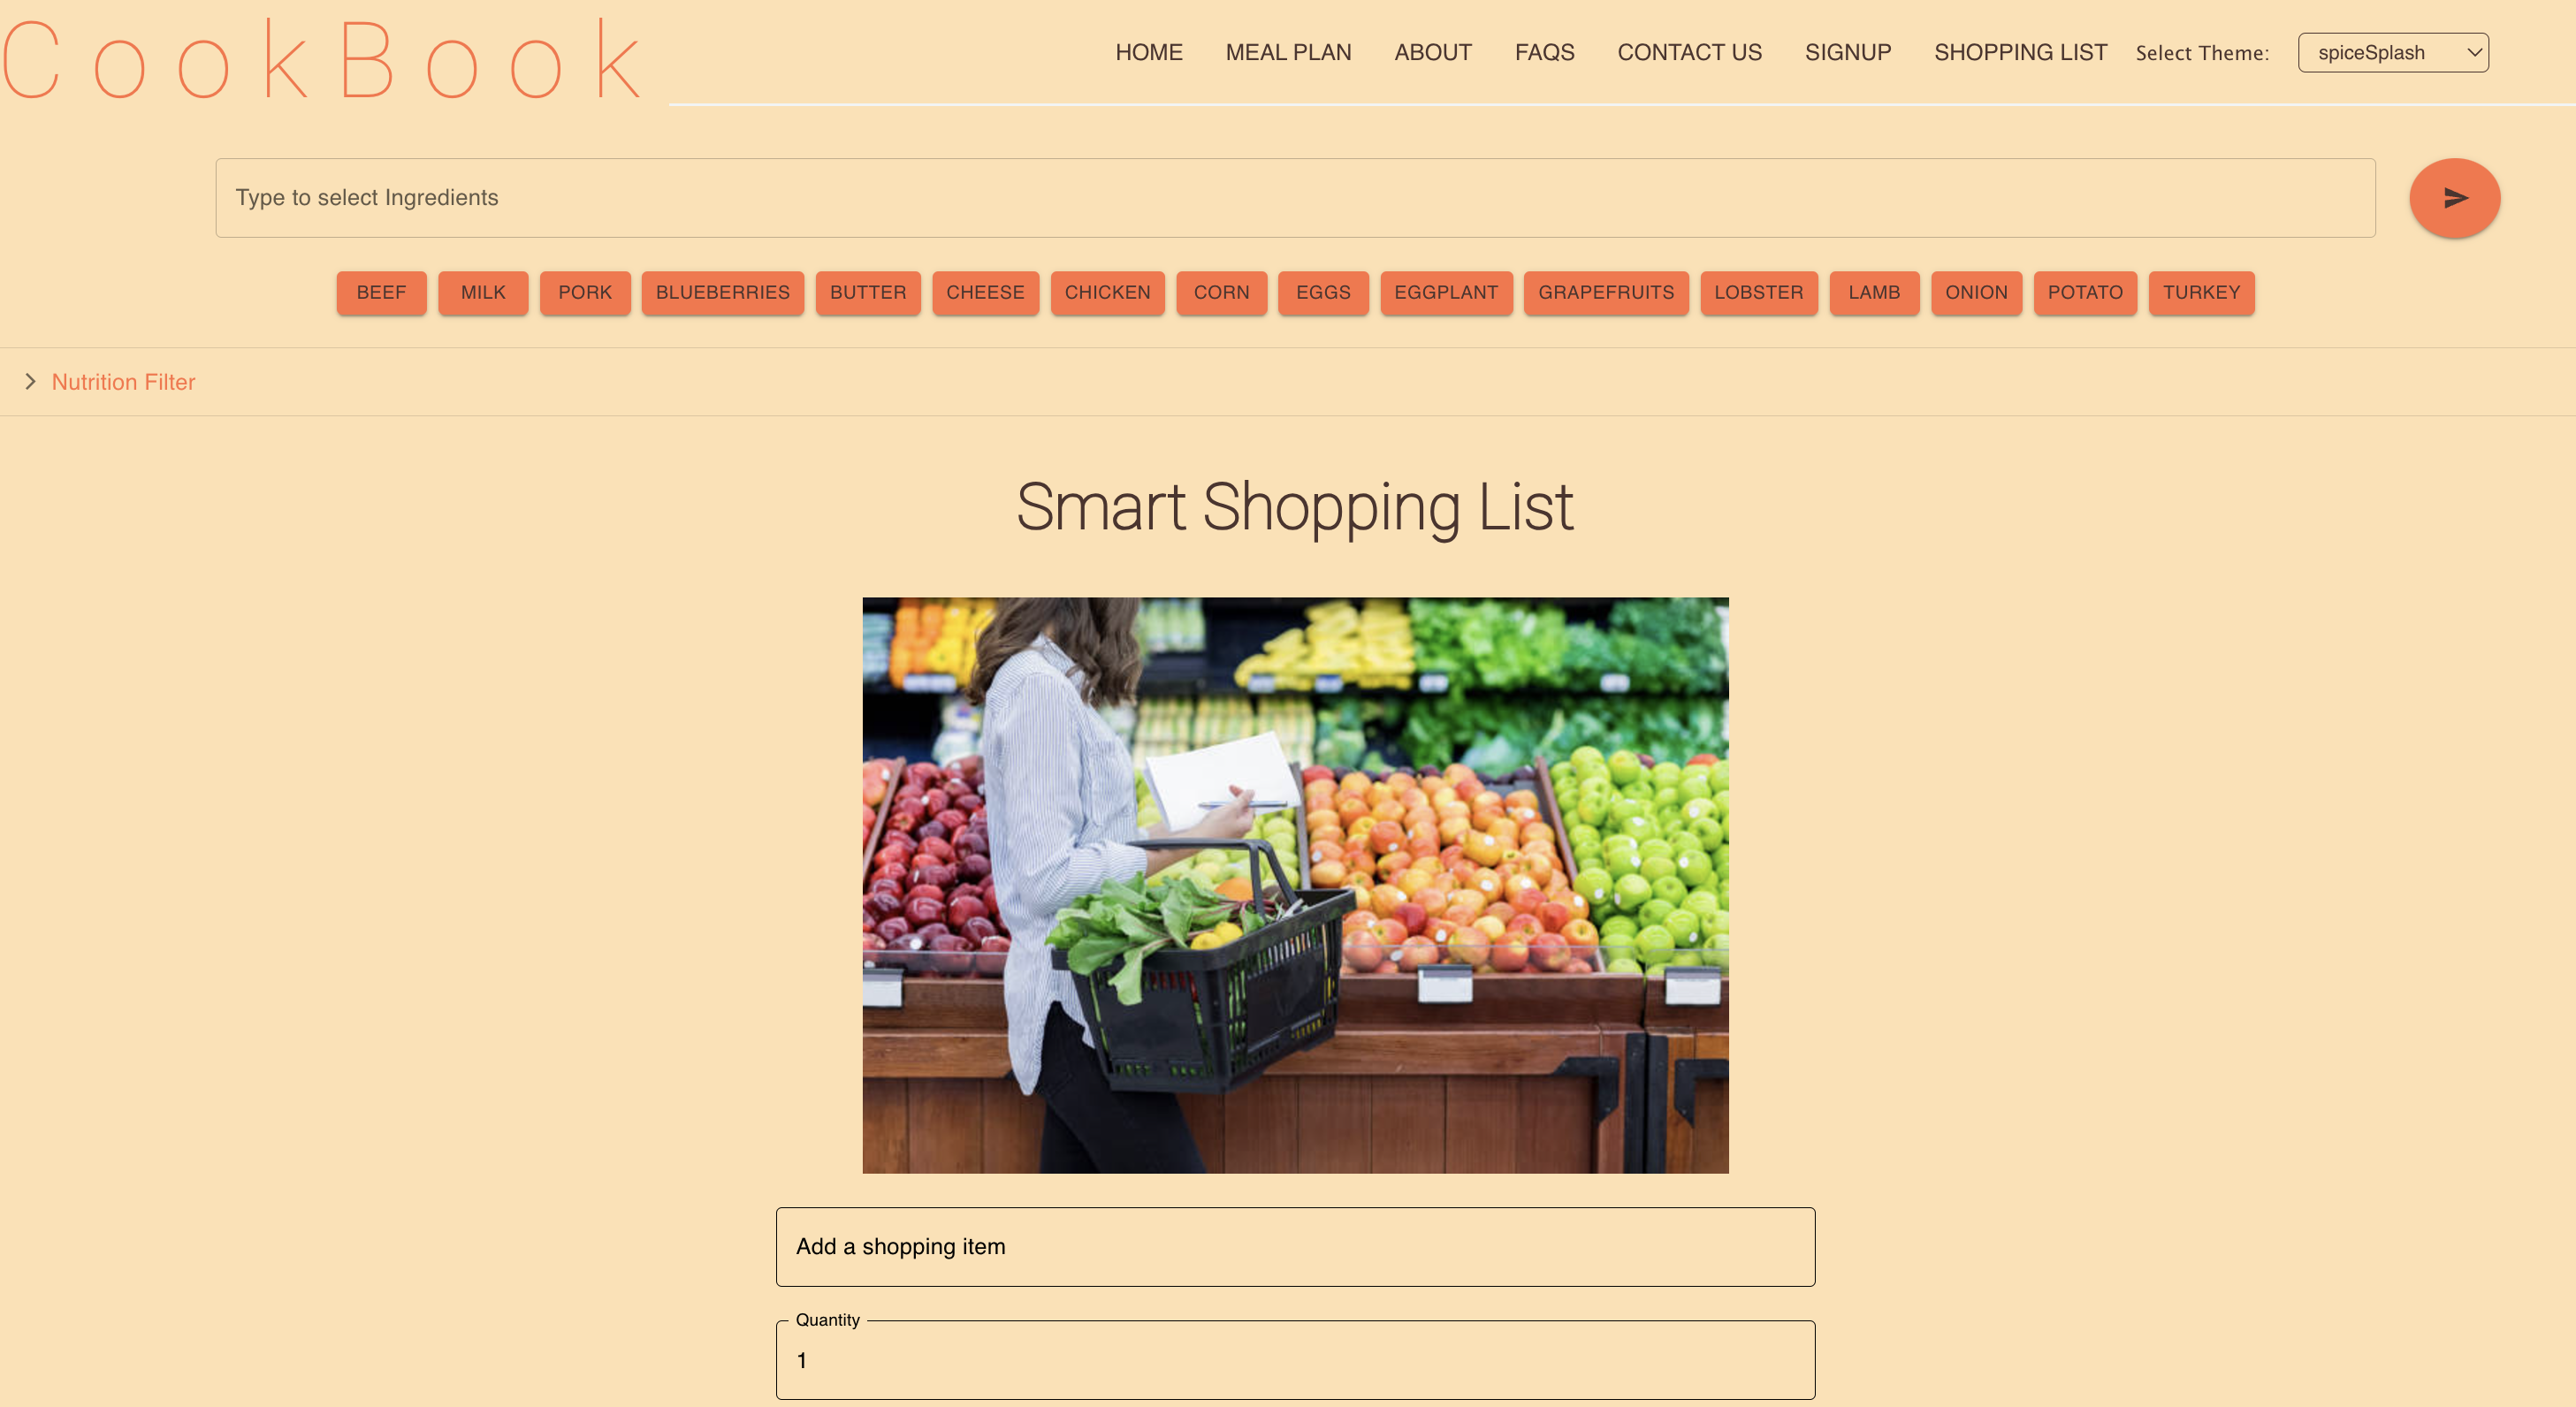 CookBook
HOME MEAL PLAN ABOUT FAQS CONTACT US SIGNUP SHOPPING LIST Select Theme: spiceSplash
Type to select Ingredients
BEEF MILK PORK BLUEBERRIES BUTTER CHEESE CHICKEN CORN EGGS EGGPLANT GRAPEFRUITS LOBSTER LAMB ONION POTATO TURKEY
Nutrition Filter
Smart Shopping List
Add a shopping item
Quantity
1